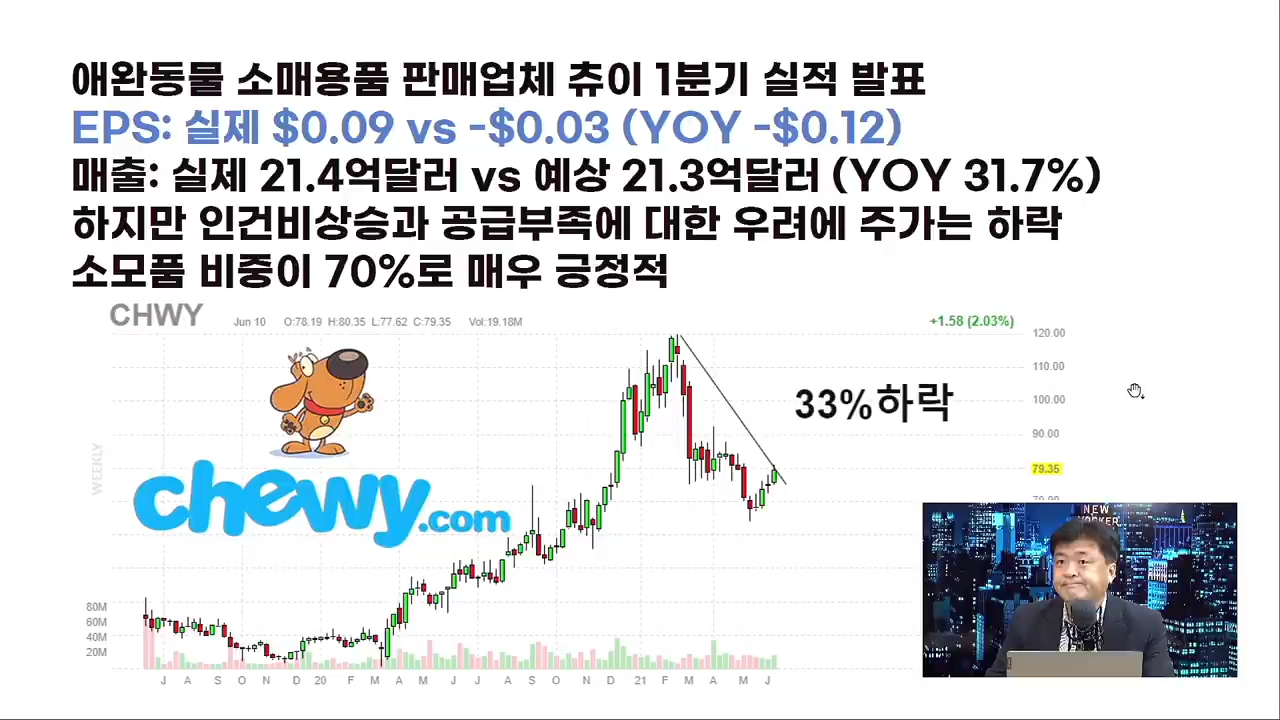 애완동물 소매용품 판매업체 츄이 1분기 실적 발표
EPS: 실제 $0.09 vs -$0.03 (YOY -$0.12)
매출: 실제 21.4억달러 vs 예상 21.3억달러 (YOY 31.7%)
하지만 인건비상승과 공급부족에 대한 우려에 주가는 하락
소모품 비중이 70%로 매우 긍정적
CHWY Jun 10 O:78.19 H:80.35 L:77.62 C:79.35 Vol:19.18M +1.58 (2.03%)
120.00
110.00
33%하락
100.00
90.00
WEEKLY
79.35
70.00
chewy.com
NEW
YORKER
80M
60M
40M
20M
J A S O N D 20 F M A M J J A S O N D 21 F M A M J